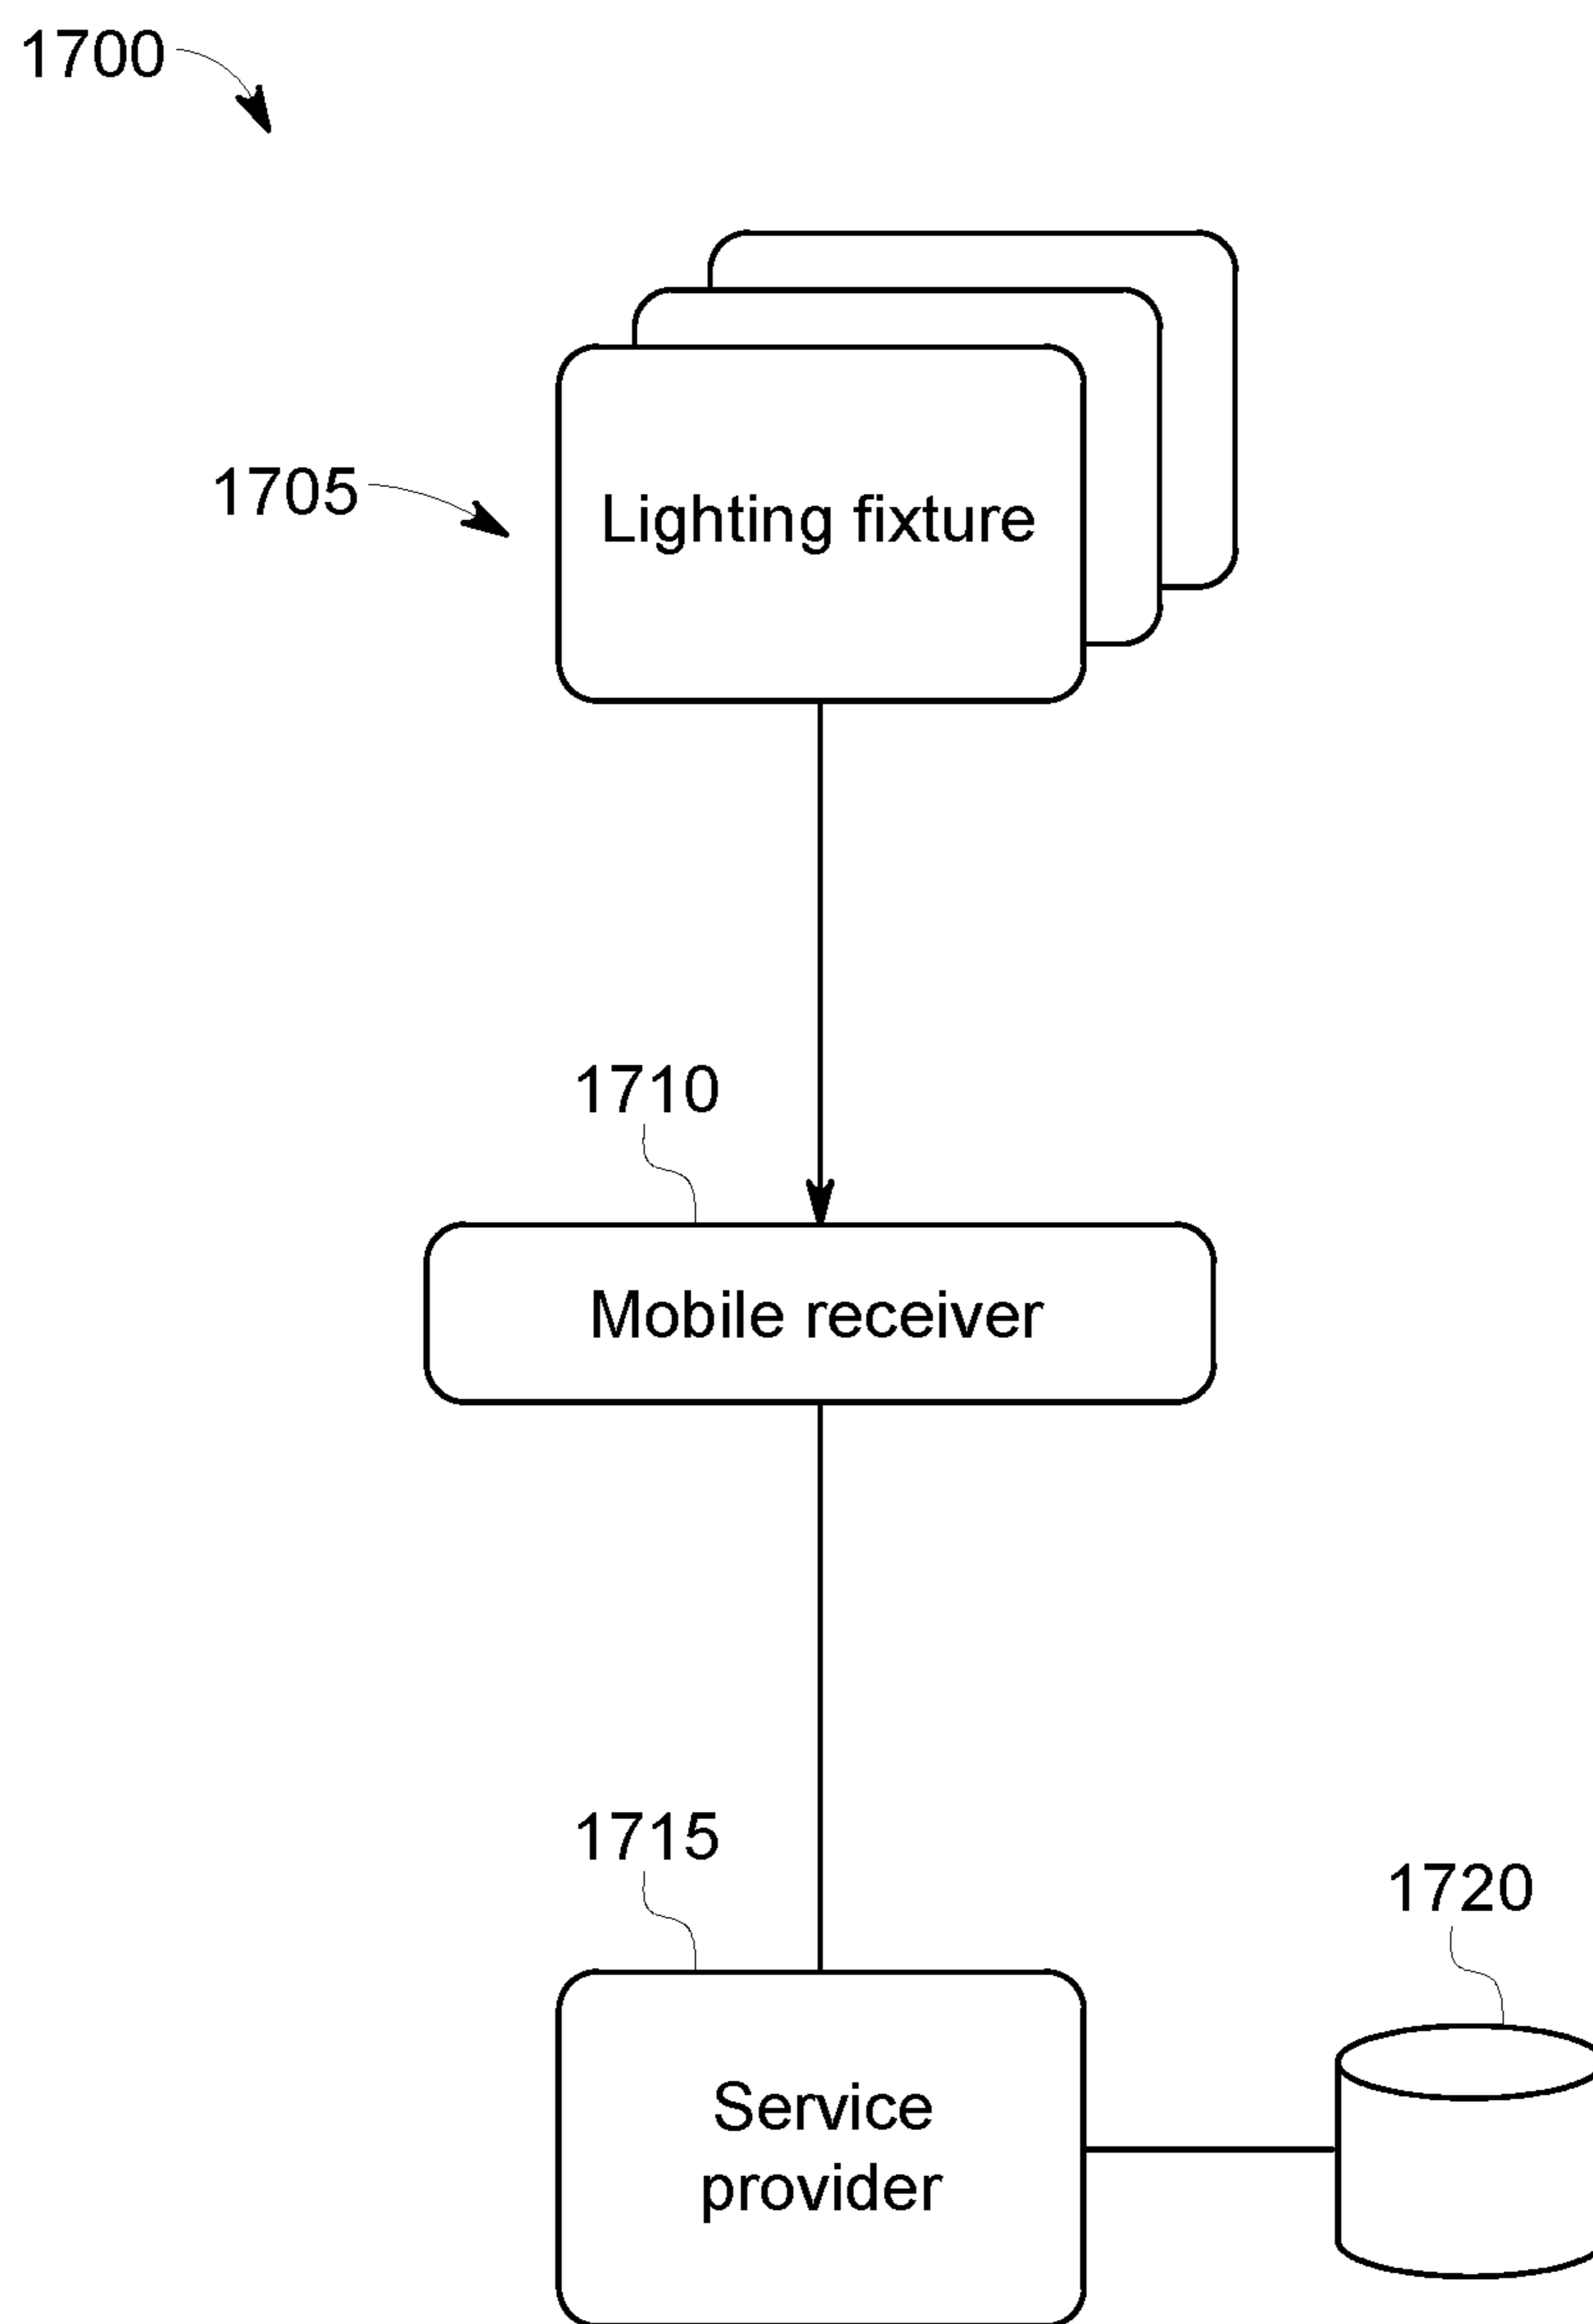 1700
1705
Lighting fixture
1710
Mobile receiver
1715
1720
Service
provider